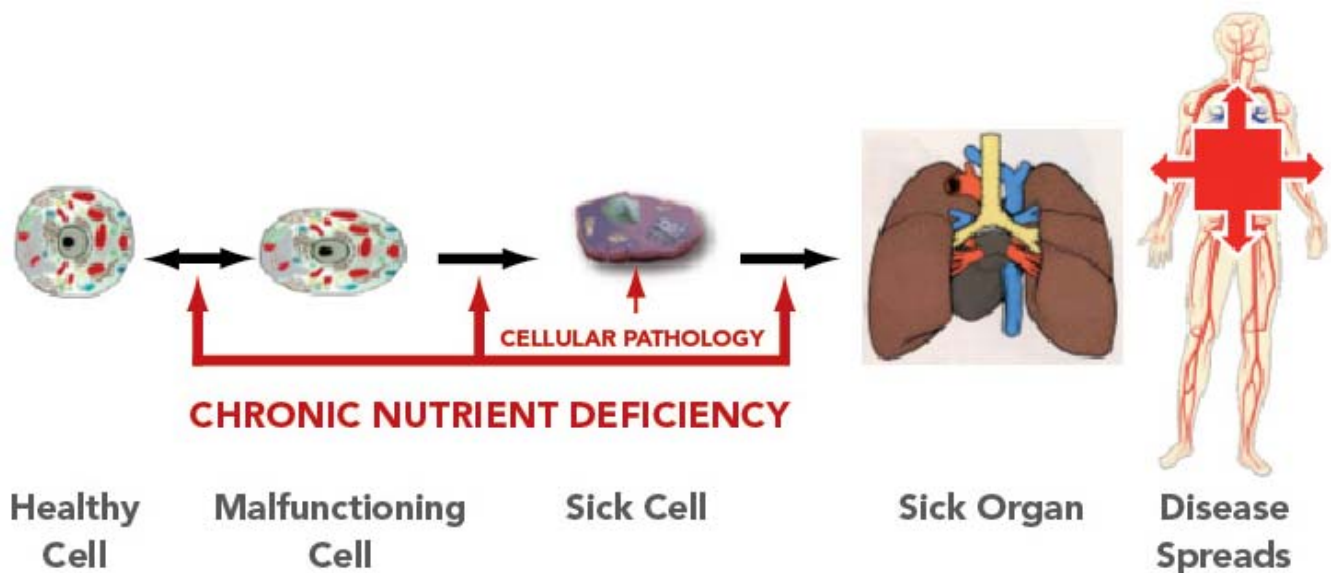 CELLULAR PATHOLOGY
CHRONIC NUTRIENT DEFICIENCY
Healthy
Cell
Malfunctioning
Cell
Sick Cell
Sick Organ
Disease
Spreads